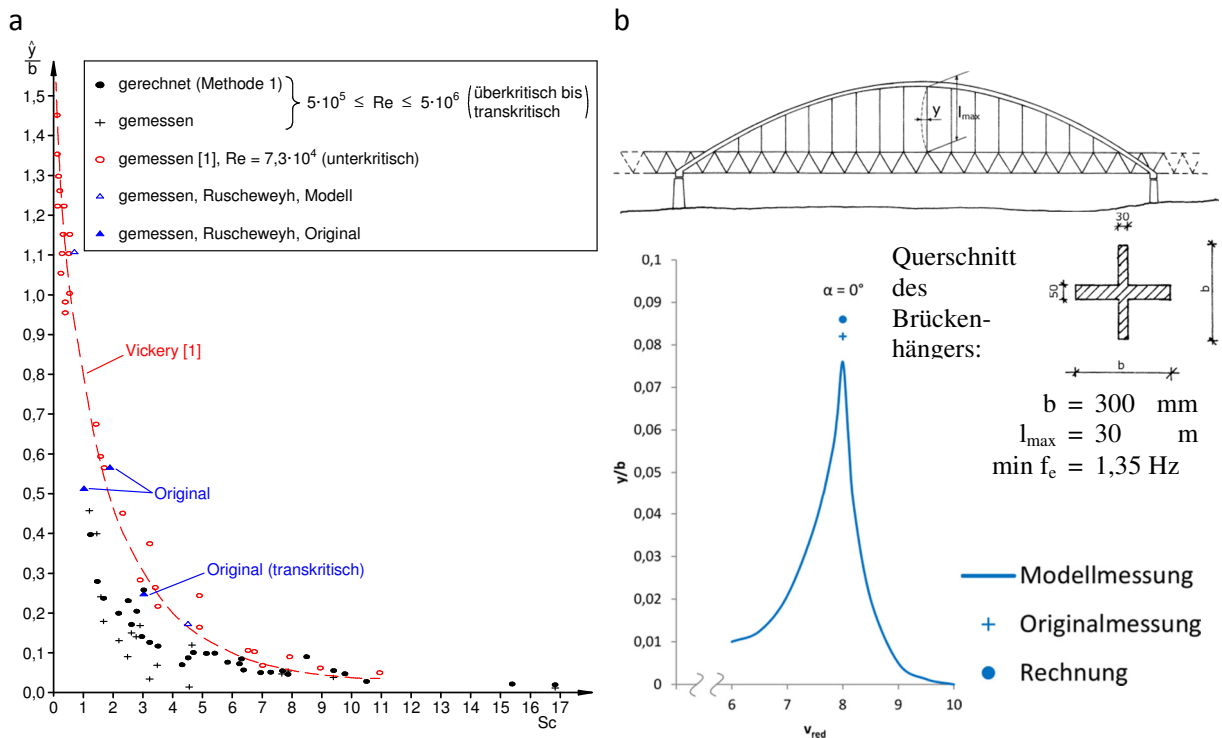 a
ŷ
b
1,5
1,4
1,3
1,2
1,1
1,0
0,9
0,8
0,7
0,6
0,5
0,4
0,3
0,2
0,1
0,0
gerechnet (Methode 1)
gemessen
5·10⁵ ≤ Re ≤ 5·10⁶ (überkritisch bis
transkritisch)
gemessen [1], Re = 7,3·10⁴ (unterkritisch)
gemessen, Ruscheweyh, Modell
gemessen, Ruscheweyh, Original
Vickery [1]
Original
Original (transkritisch)
0 1 2 3 4 5 6 7 8 9 10 11 12 13 14 15 16 17
Sc
b
y
lmax
Querschnitt
des
Brücken-
hängers:
30
50
b
b
b = 300 mm
lmax = 30 m
min fe = 1,35 Hz
0,1
0,09
0,08
0,07
0,06
0,05
0,04
0,03
0,02
0,01
0
y/b
α = 0°
Modellmessung
Originalmessung
Rechnung
6 7 8 9 10
vred